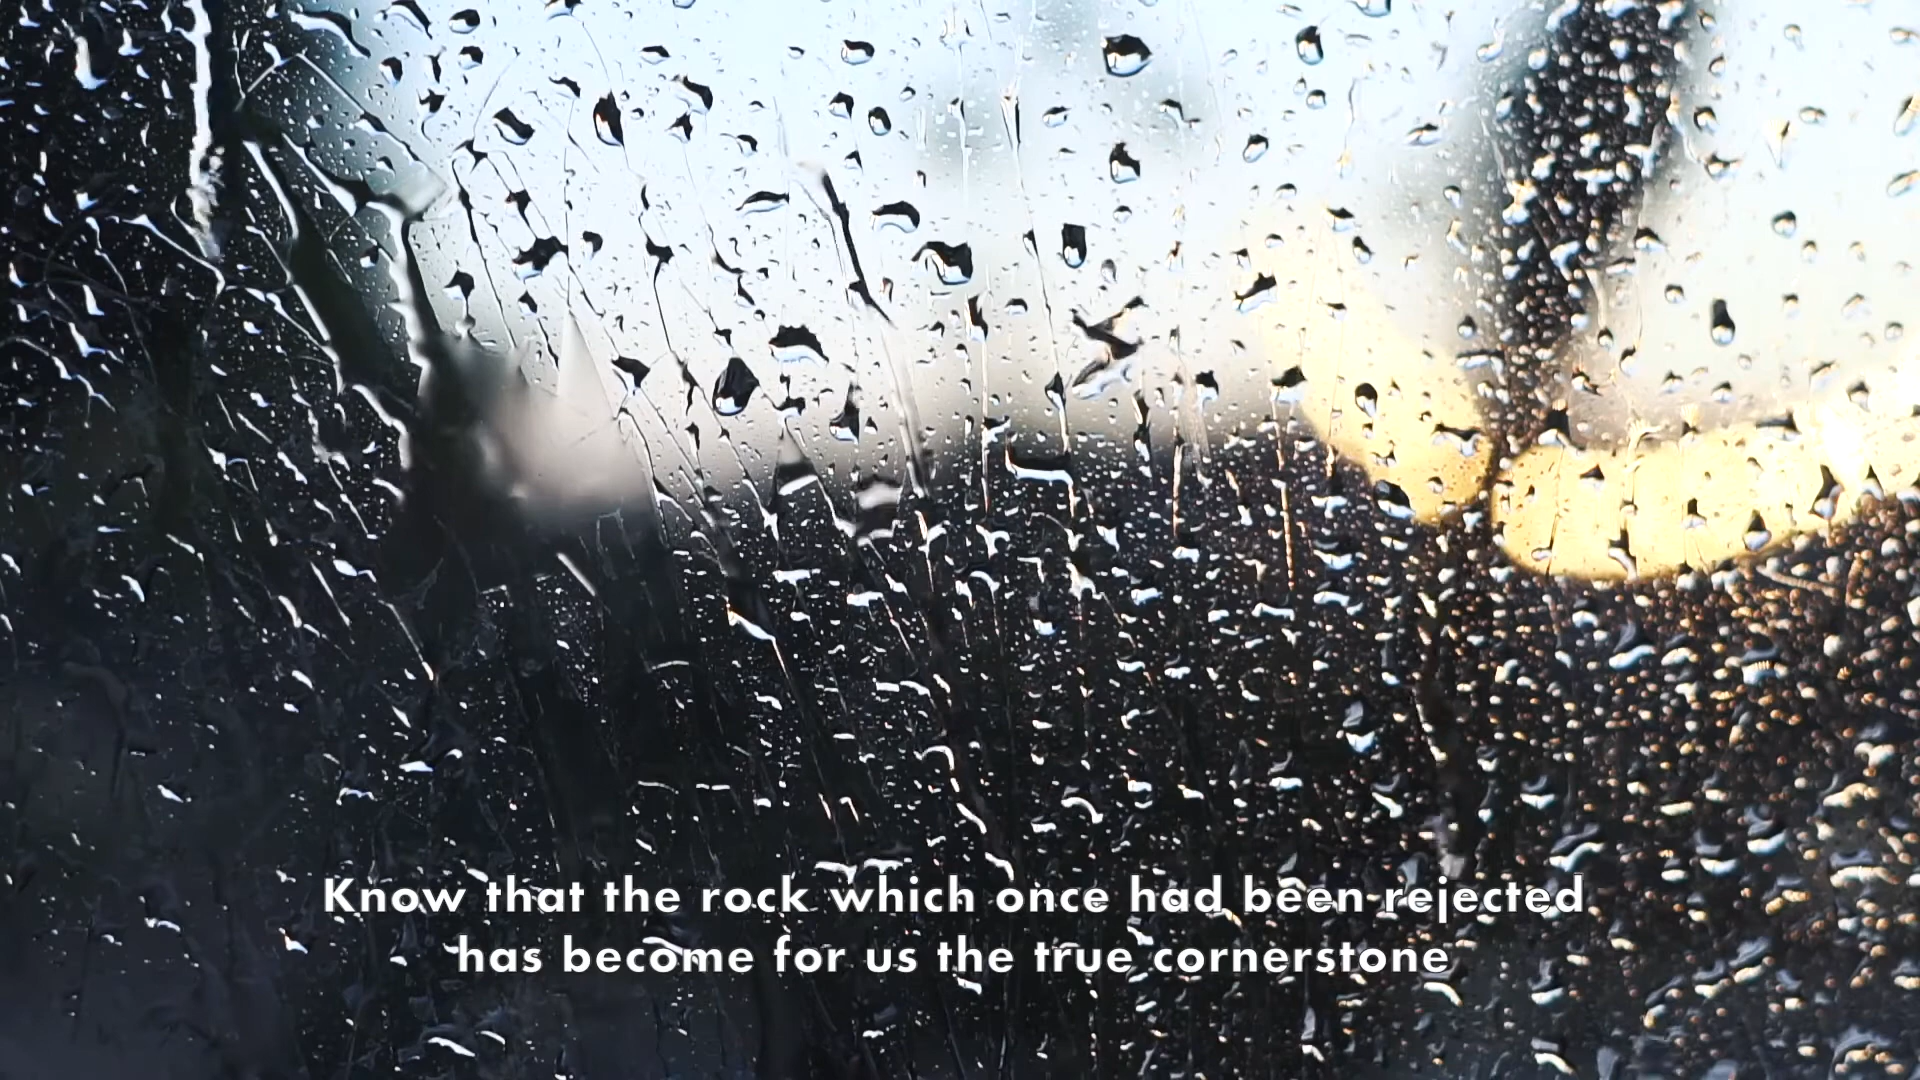 Know that the rock which once had been rejected
has become for us the true cornerstone